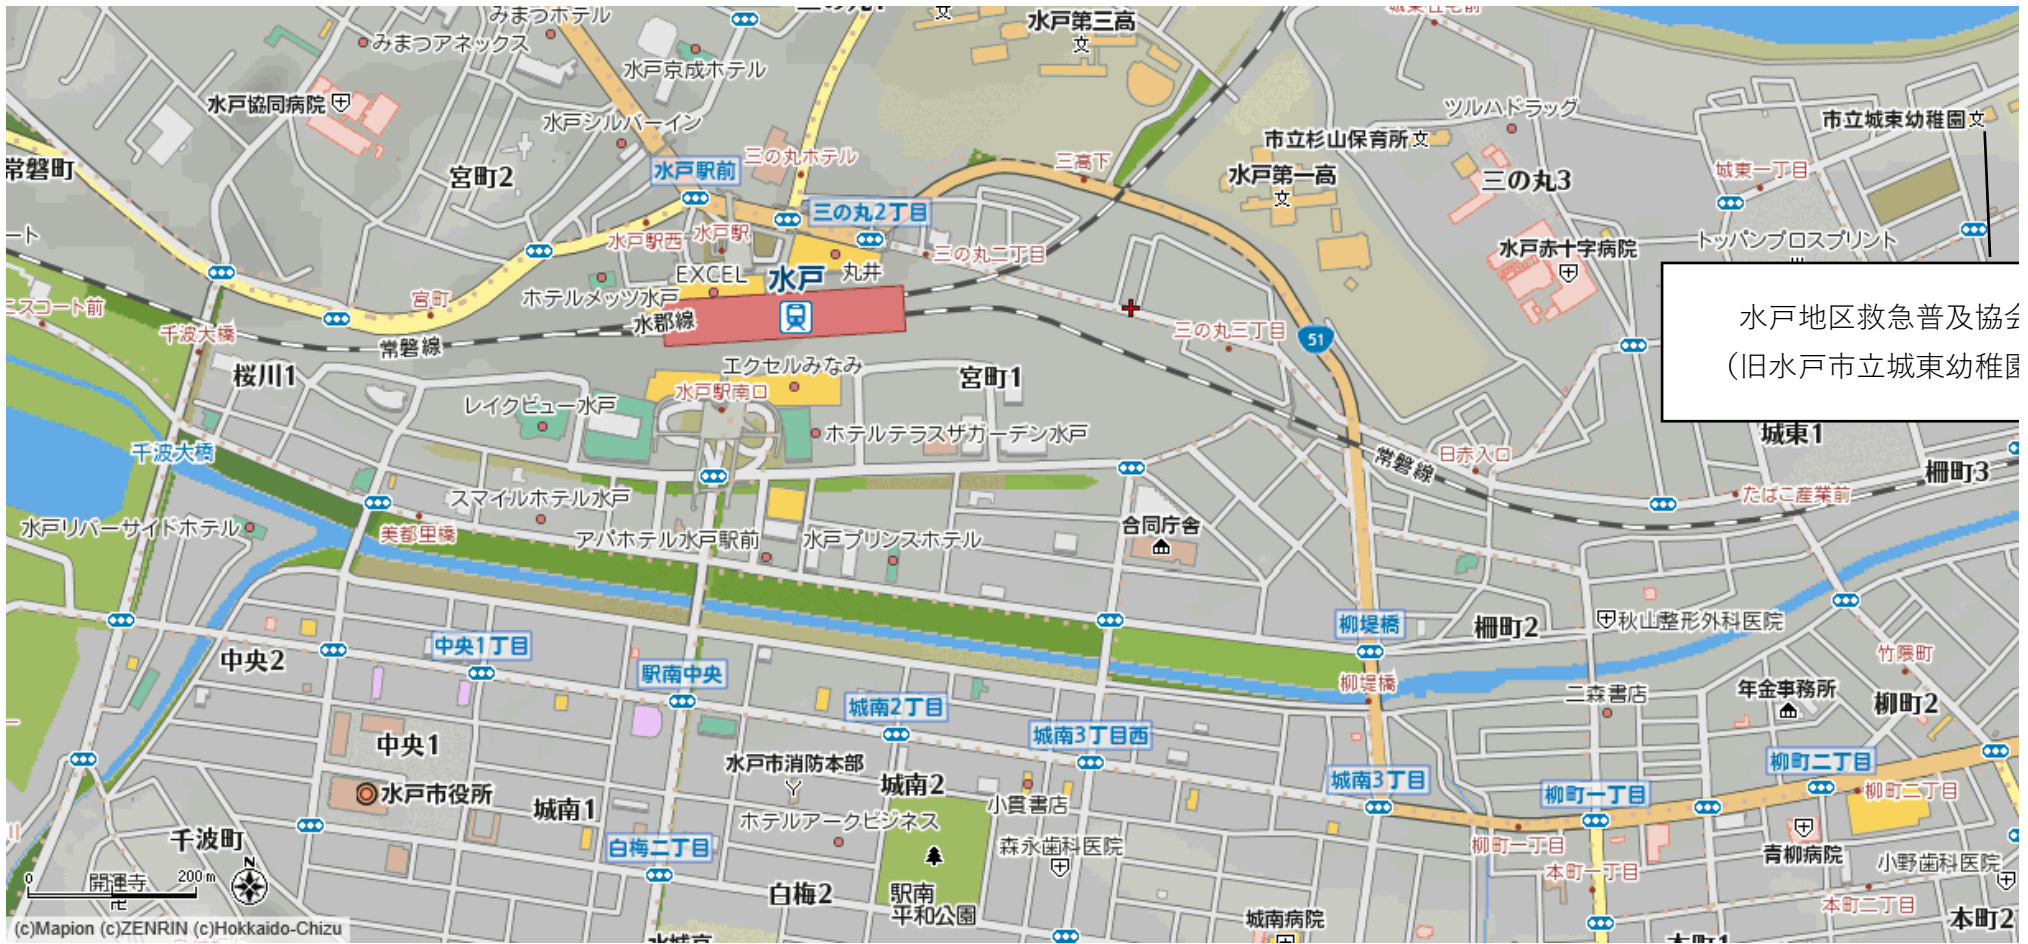 みまつホテル
みまつアネックス
水戸京成ホテル
水戸第三高
水戸協同病院
水戸シルバーイン
ツルハドラッグ
市立城東幼稚園
市立杉山保育所
常磐町
宮町2
水戸駅前
三の丸ホテル
三高下
水戸第一高
三の丸3
城東一丁目
三の丸2丁目
水戸駅西
水戸駅
三の丸二丁目
水戸赤十字病院
トッパンプロスプリント
EXCEL
水戸
丸井
ホテルメッツ水戸
宮町
水郡線
千波大橋
常磐線
三の丸三丁目
51
水戸地区救急普及協会
(旧水戸市立城東幼稚園
桜川1
エクセルみなみ
宮町1
水戸駅南口
レイクビュー水戸
ホテルテラスザガーデン水戸
城東1
千波大橋
常磐線
日赤入口
柵町3
たばこ産業前
スマイルホテル水戸
水戸リバーサイドホテル
美都里橋
アパホテル水戸駅前
水戸プリンスホテル
合同庁舎
柳堤橋
柵町2
秋山整形外科医院
中央2
中央1丁目
駅南中央
竹隈町
柳堤橋
二森書店
年金事務所
柳町2
城南2丁目
城南3丁目西
中央1
水戸市消防本部
城南2
城南3丁目
柳町二丁目
柳町一丁目
柳町二丁目
水戸市役所
城南1
小貫書店
ホテルアークビジネス
千波町
白梅二丁目
森永歯科医院
柳町一丁目
青柳病院
本町一丁目
小野歯科医院
0
200m
N
開運寺
白梅2
駅南
平和公園
城南病院
本町二丁目
本町2
(c)Mapion (c)ZENRIN (c)Hokkaido-Chizu